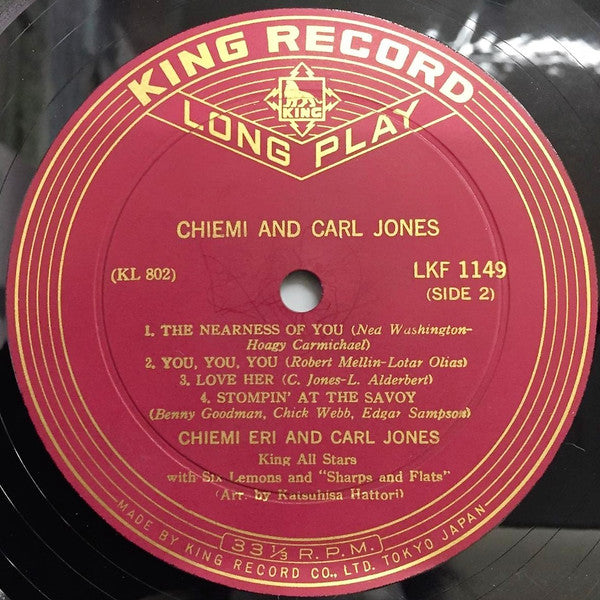 KING RECORD
KING
LONG PLAY
CHIEMI AND CARL JONES
(KL 802)
LKF 1149
(SIDE 2)
1. THE NEARNESS OF YOU (Nea Washington-
Hoagy Carmichael)
2. YOU, YOU, YOU (Robert Mellin-Lotar Olias)
3. LOVE HER (C. Jones-L. Alderbert)
4. STOMPIN' AT THE SAVOY
(Benny Goodman, Chick Webb, Edgar Sampson)
CHIEMI ERI AND CARL JONES
King All Stars
with Six Lemons and "Sharps and Flats"
(Arr. by Katsuhisa Hattori)
33⅓ R.P.M.
MADE BY KING RECORD CO., LTD. TOKYO JAPAN